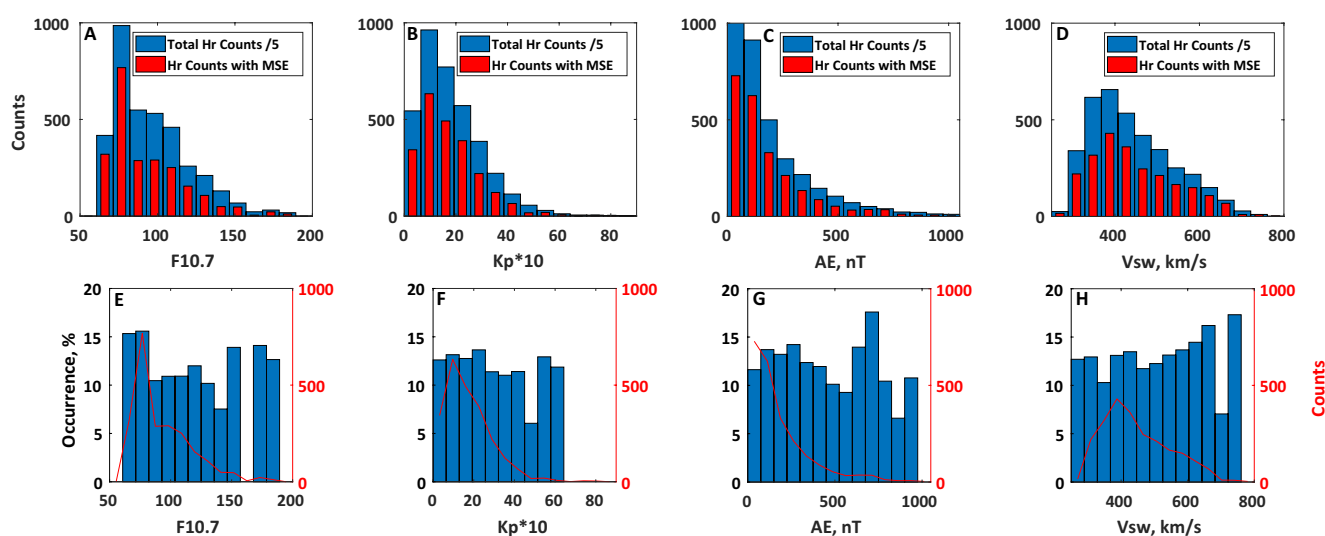 A
Total Hr Counts /5
Hr Counts with MSE
1000
500
0
Counts
50 100 150 200
F10.7
B
Total Hr Counts /5
Hr Counts with MSE
1000
500
0
0 20 40 60 80
Kp*10
C
Total Hr Counts /5
Hr Counts with MSE
1000
500
0
0 500 1000
AE, nT
D
Total Hr Counts /5
Hr Counts with MSE
1000
500
0
400 600 800
Vsw, km/s
E
20
15
10
5
0
Occurrence, %
1000
500
0
50 100 150 200
F10.7
F
20
15
10
5
0
1000
500
0
0 20 40 60 80
Kp*10
G
20
15
10
5
0
1000
500
0
0 500 1000
AE, nT
H
20
15
10
5
0
1000
500
0
Counts
400 600 800
Vsw, km/s